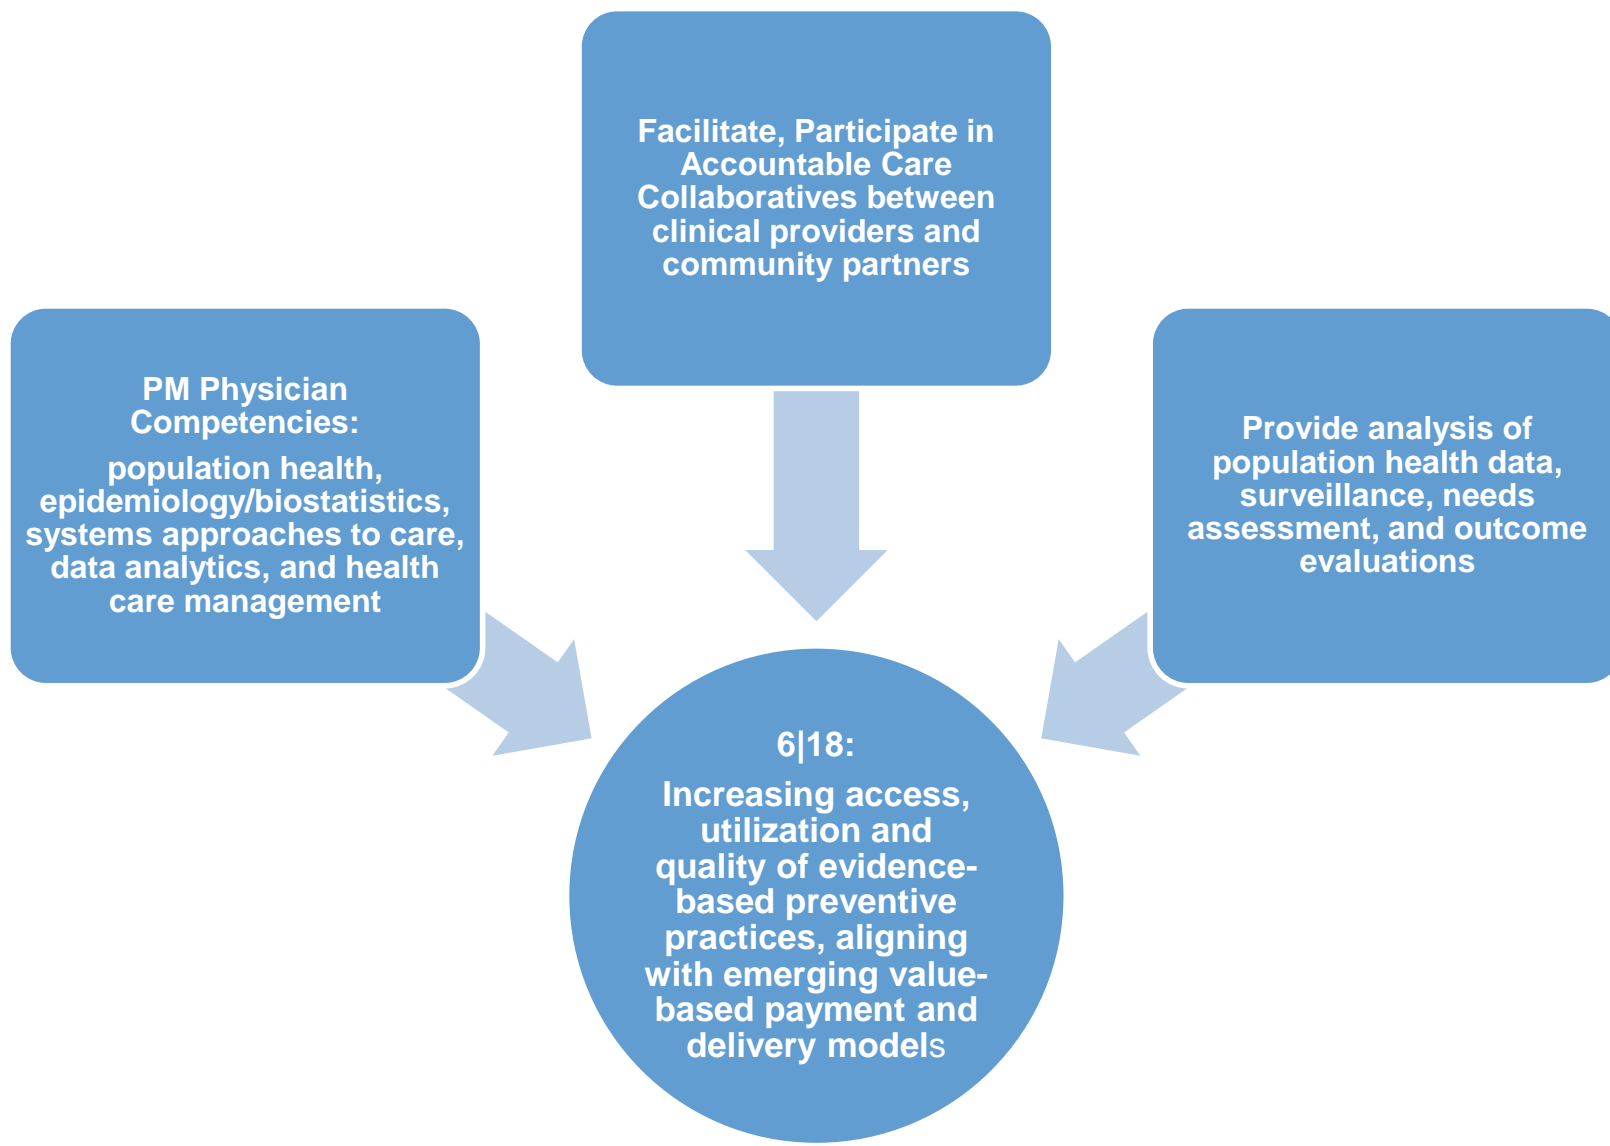 Facilitate, Participate in
Accountable Care
Collaboratives between
clinical providers and
community partners
PM Physician
Competencies:
population health,
epidemiology/biostatistics,
systems approaches to care,
data analytics, and health
care management
Provide analysis of
population health data,
surveillance, needs
assessment, and outcome
evaluations
6|18:
Increasing access,
utilization and
quality of evidence-
based preventive
practices, aligning
with emerging value-
based payment and
delivery models